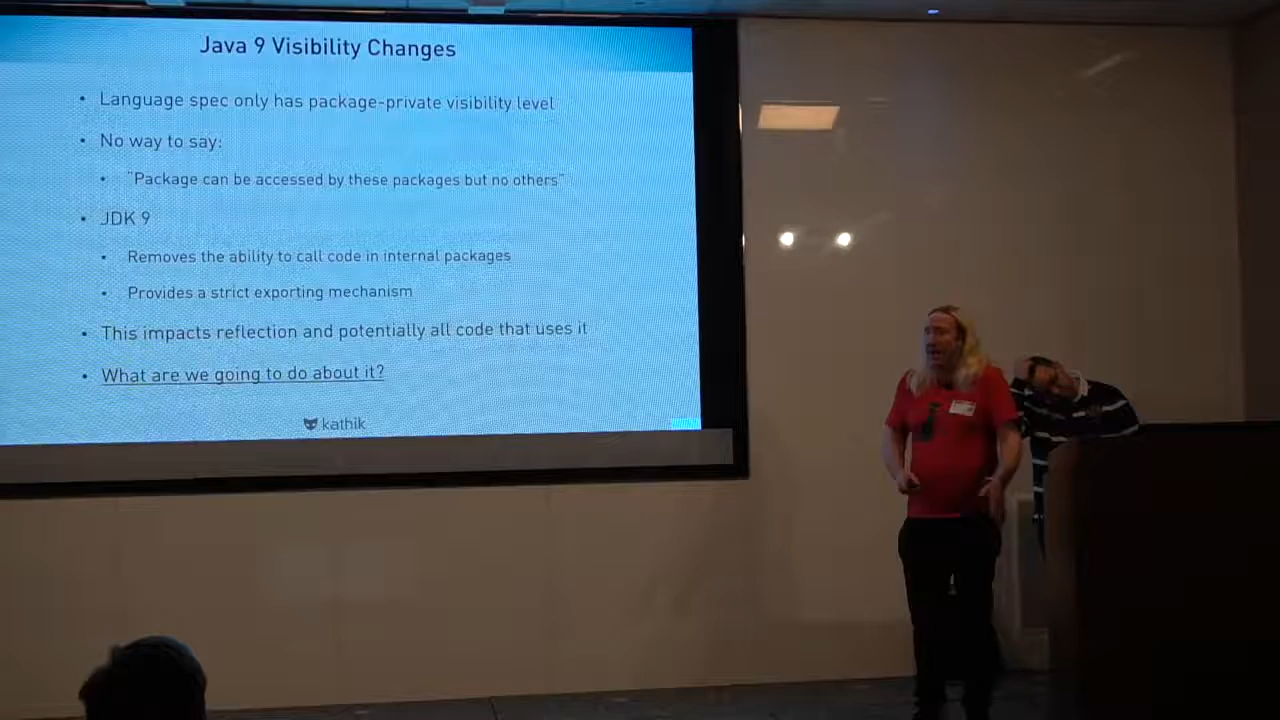 Java 9 Visibility Changes
• Language spec only has package-private visibility level
• No way to say:
• "Package can be accessed by these packages but no others"
• JDK 9
• Removes the ability to call code in internal packages
• Provides a strict exporting mechanism
• This impacts reflection and potentially all code that uses it
• What are we going to do about it?
kathik